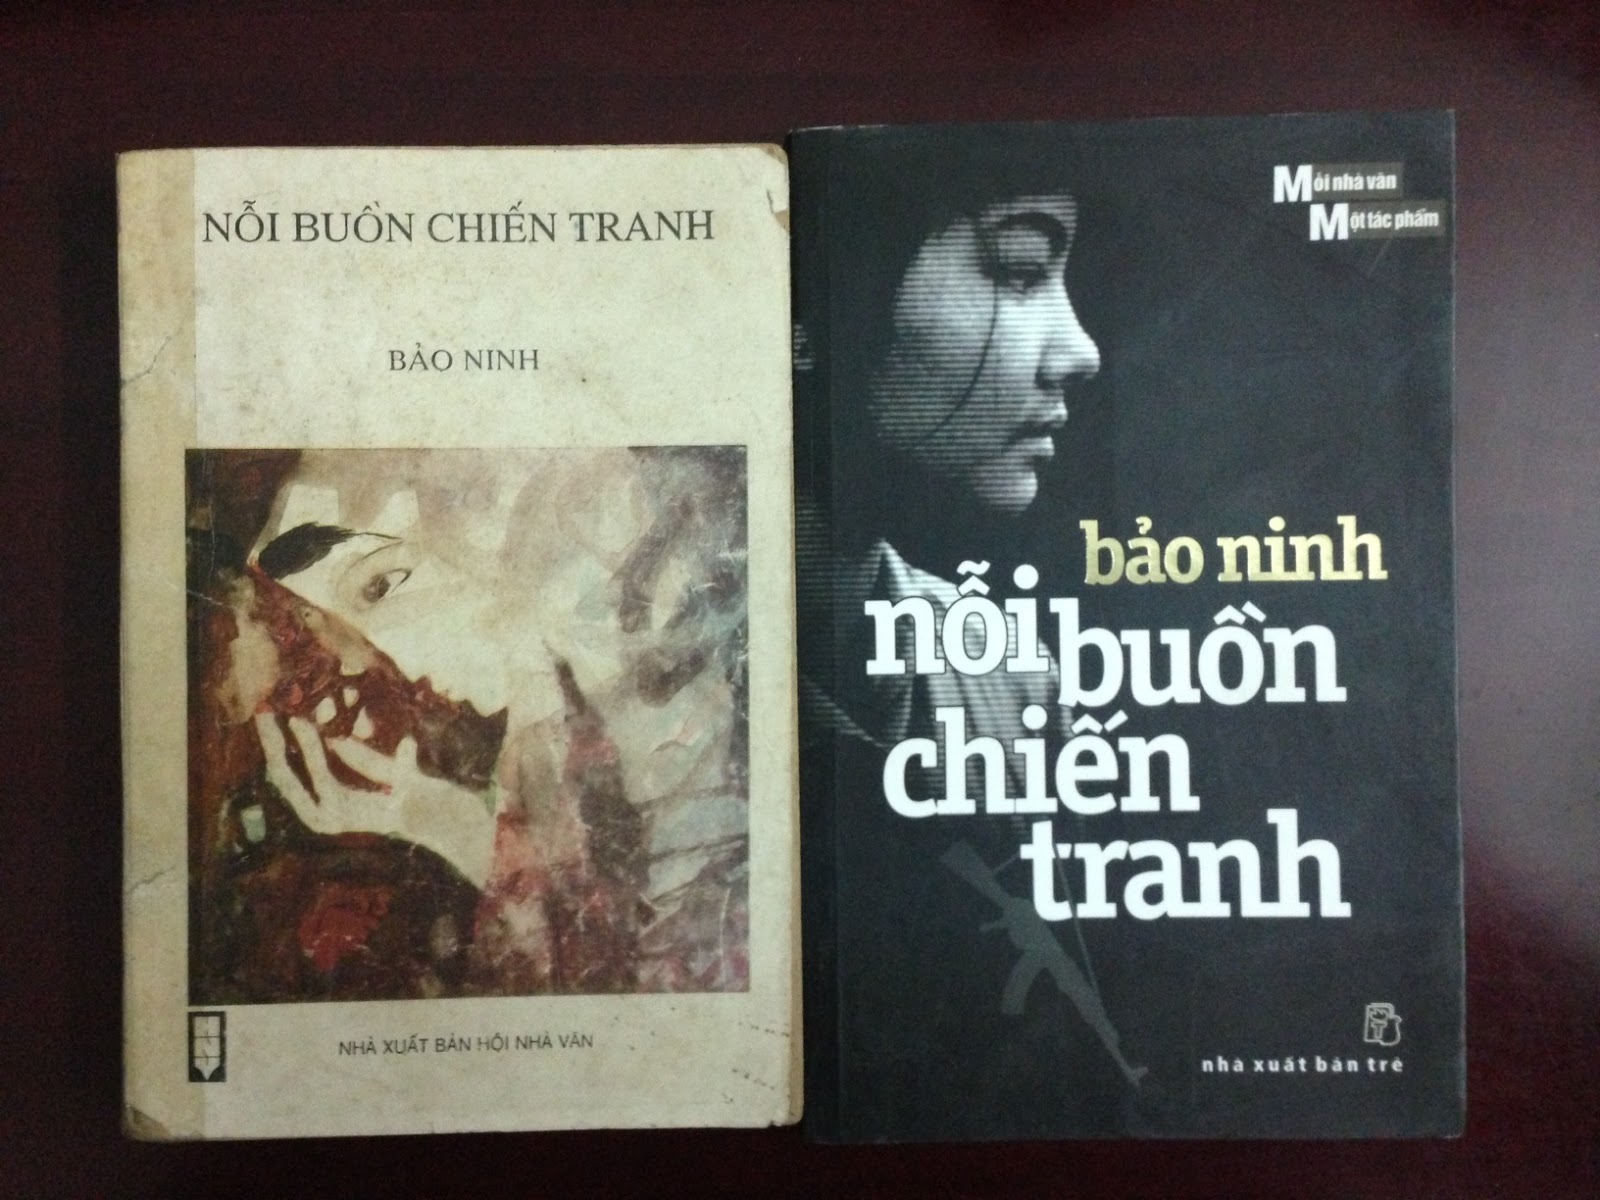 NỖI BUỒN CHIẾN TRANH
BẢO NINH
NHÀ XUẤT BẢN HỘI NHÀ VĂN
Mỗi nhà văn
Một tác phẩm
bảo ninh
nỗi
buồn
chiến
tranh
nhà xuất bản trẻ